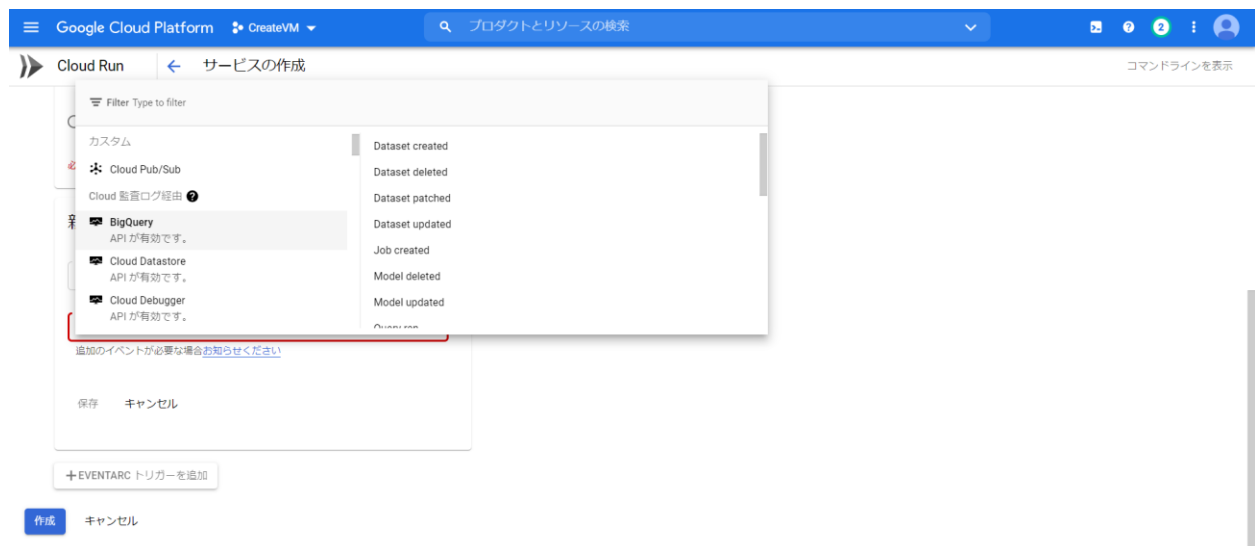 Google Cloud Platform CreateVM プロダクトとリソースの検索 2
Cloud Run サービスの作成 コマンドラインを表示
Filter Type to filter
カスタム
Cloud Pub/Sub
Cloud 監査ログ経由
BigQuery
API が有効です。
Cloud Datastore
API が有効です。
Cloud Debugger
API が有効です。
Dataset created
Dataset deleted
Dataset patched
Dataset updated
Job created
Model deleted
Model updated
Query ran
必
新
追加のイベントが必要な場合お知らせください
保存 キャンセル
+EVENTARC トリガーを追加
作成 キャンセル